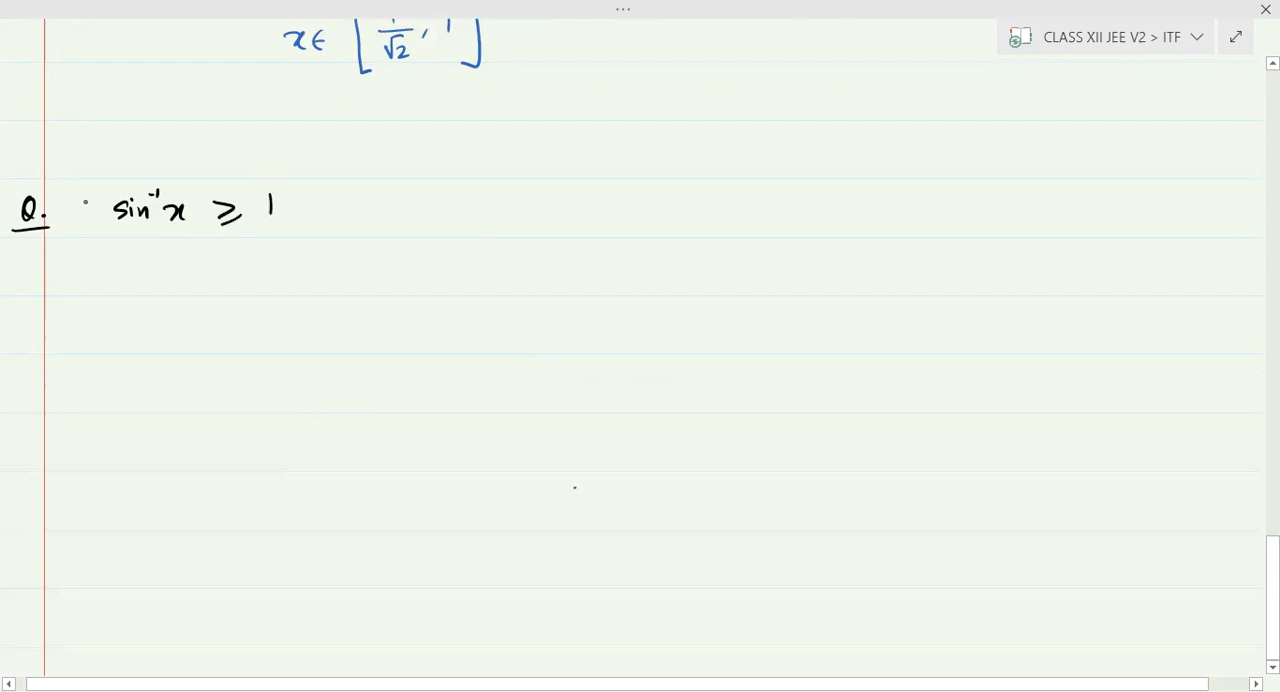 CLASS XII JEE V2 > ITF
x ∈ [1/√2, 1]
Q. sin⁻¹x ⩾ 1